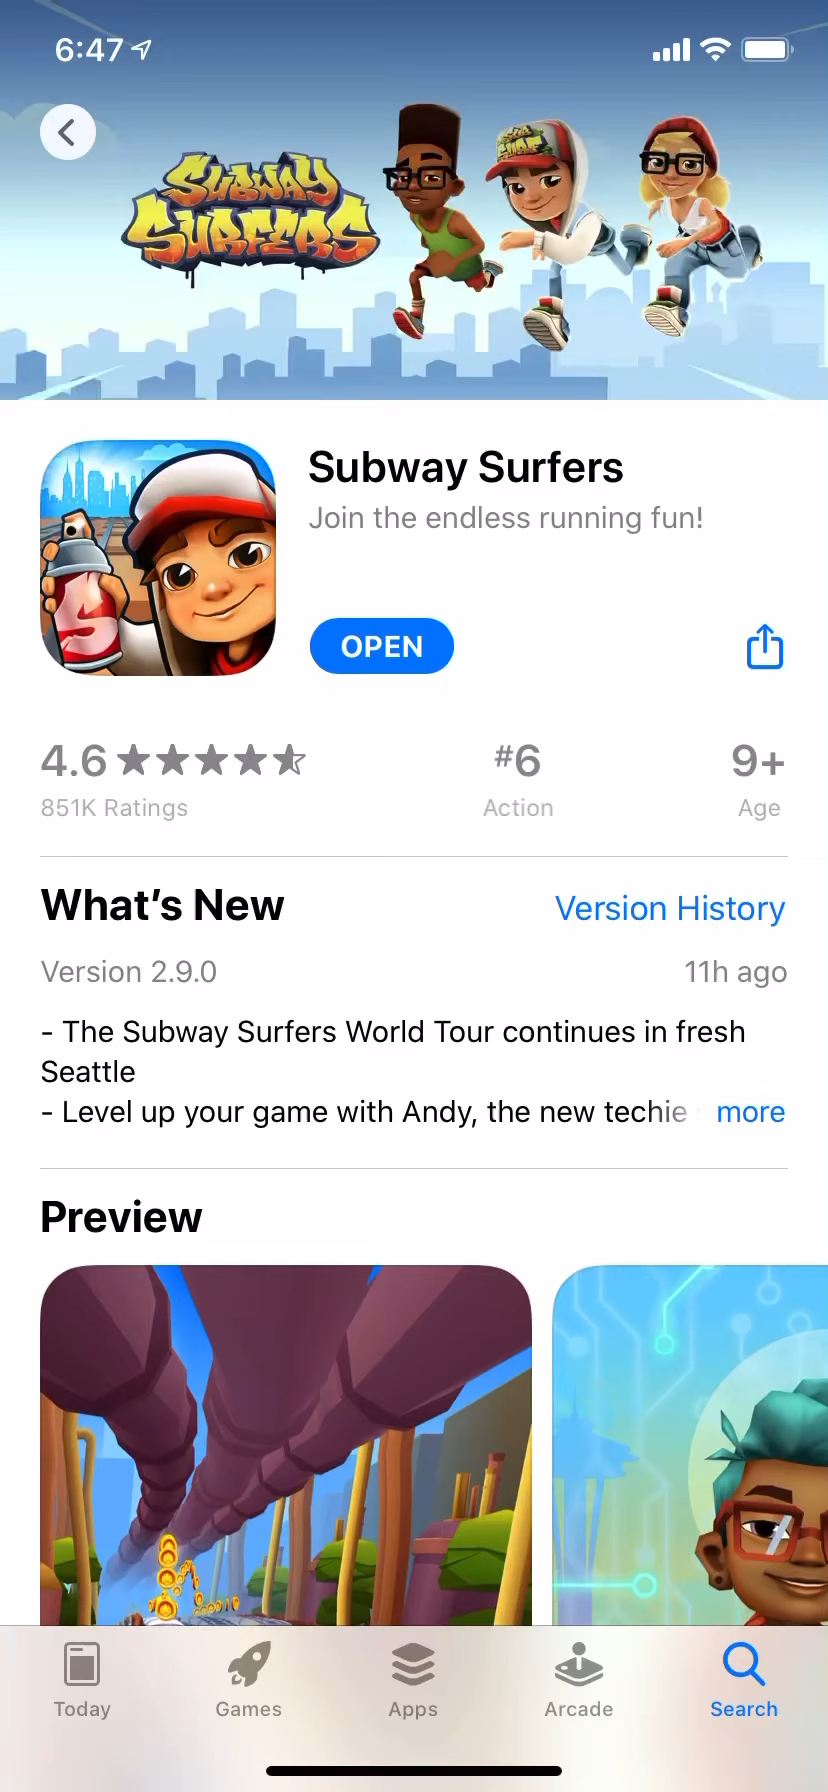 6:47
SUBWAY
SURFERS
Subway Surfers
Join the endless running fun!
OPEN
4.6
#6
9+
851K Ratings
Action
Age
What's New
Version History
Version 2.9.0
11h ago
- The Subway Surfers World Tour continues in fresh
Seattle
- Level up your game with Andy, the new techie
more
Preview
Today
Games
Apps
Arcade
Search